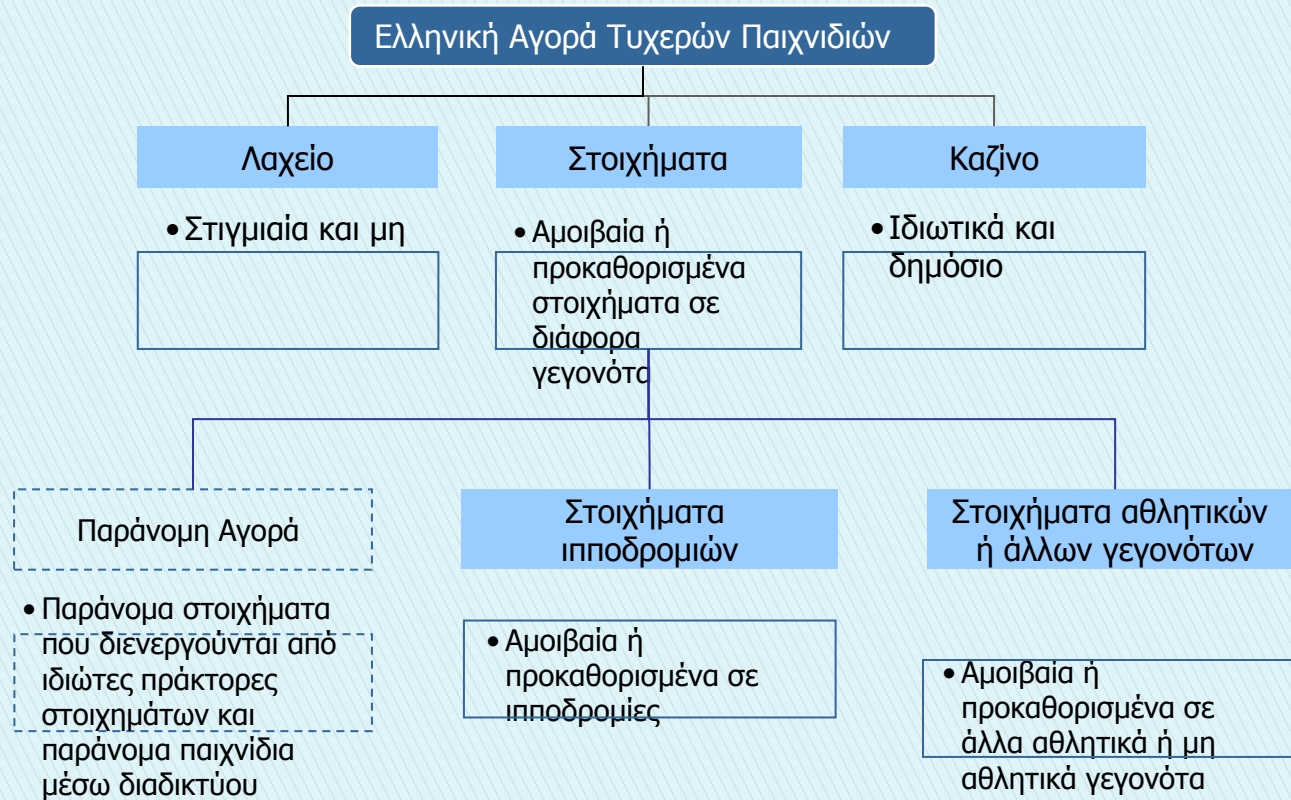 Ελληνική Αγορά Τυχερών Παιχνιδιών
Λαχείο
• Στιγμιαία και μη
Στοιχήματα
• Αμοιβαία ή
προκαθορισμένα
στοιχήματα σε
διάφορα
γεγονότα
Καζίνο
• Ιδιωτικά και
δημόσιο
Παράνομη Αγορά
• Παράνομα στοιχήματα
που διενεργούνται από
ιδιώτες πράκτορες
στοιχημάτων και
παράνομα παιχνίδια
μέσω διαδικτύου
Στοιχήματα
ιπποδρομιών
• Αμοιβαία ή
προκαθορισμένα σε
ιπποδρομίες
Στοιχήματα αθλητικών
ή άλλων γεγονότων
• Αμοιβαία ή
προκαθορισμένα σε
άλλα αθλητικά ή μη
αθλητικά γεγονότα